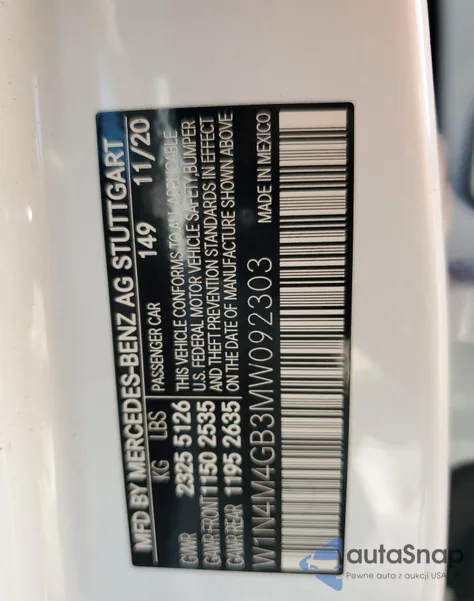 MFD BY MERCEDES-BENZ AG STUTTGART
PASSENGER CAR 149 11/20
KG LBS
GVWR 2325 5126
GAWR-FRONT 1150 2535
GAWR REAR 1195 2635
THIS VEHICLE CONFORMS TO ALL APPLICABLE
U.S. FEDERAL MOTOR VEHICLE SAFETY, BUMPER
AND THEFT PREVENTION STANDARDS IN EFFECT
ON THE DATE OF MANUFACTURE SHOWN ABOVE
W1N4M4GB3MW092303
MADE IN MEXICO
autaSnap
Pewne auta z aukcji USA